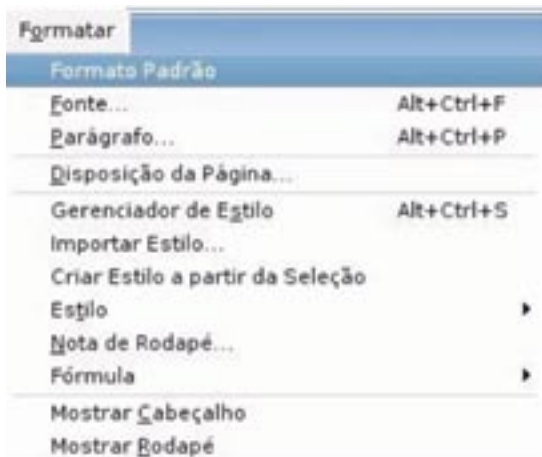 Formatar
Formato Padrão
Fonte... Alt+Ctrl+F
Parágrafo... Alt+Ctrl+P
Disposição da Página...
Gerenciador de Estilo Alt+Ctrl+S
Importar Estilo...
Criar Estilo a partir da Seleção
Estilo
Nota de Rodapé...
Fórmula
Mostrar Cabeçalho
Mostrar Rodapé